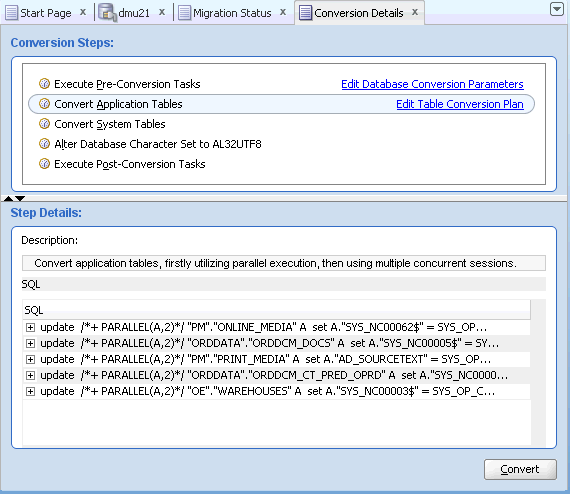 Start Page x dmu21 x Migration Status x Conversion Details x
Conversion Steps:
Execute Pre-Conversion Tasks Edit Database Conversion Parameters
Convert Application Tables Edit Table Conversion Plan
Convert System Tables
Alter Database Character Set to AL32UTF8
Execute Post-Conversion Tasks
Step Details:
Description:
Convert application tables, firstly utilizing parallel execution, then using multiple concurrent sessions.
SQL
SQL
update /*+ PARALLEL(A,2)*/ "PM"."ONLINE_MEDIA" A set A."SYS_NC00062$" = SYS_OP...
update /*+ PARALLEL(A,2)*/ "ORDDATA"."ORDDCM_DOCS" A set A."SYS_NC00005$" = SY...
update /*+ PARALLEL(A,2)*/ "PM"."PRINT_MEDIA" A set A."AD_SOURCETEXT" = SYS_OP...
update /*+ PARALLEL(A,2)*/ "ORDDATA"."ORDDCM_CT_PRED_OPRD" A set A."SYS_NC0000...
update /*+ PARALLEL(A,2)*/ "OE"."WAREHOUSES" A set A."SYS_NC00003$" = SYS_OP_C...
Convert